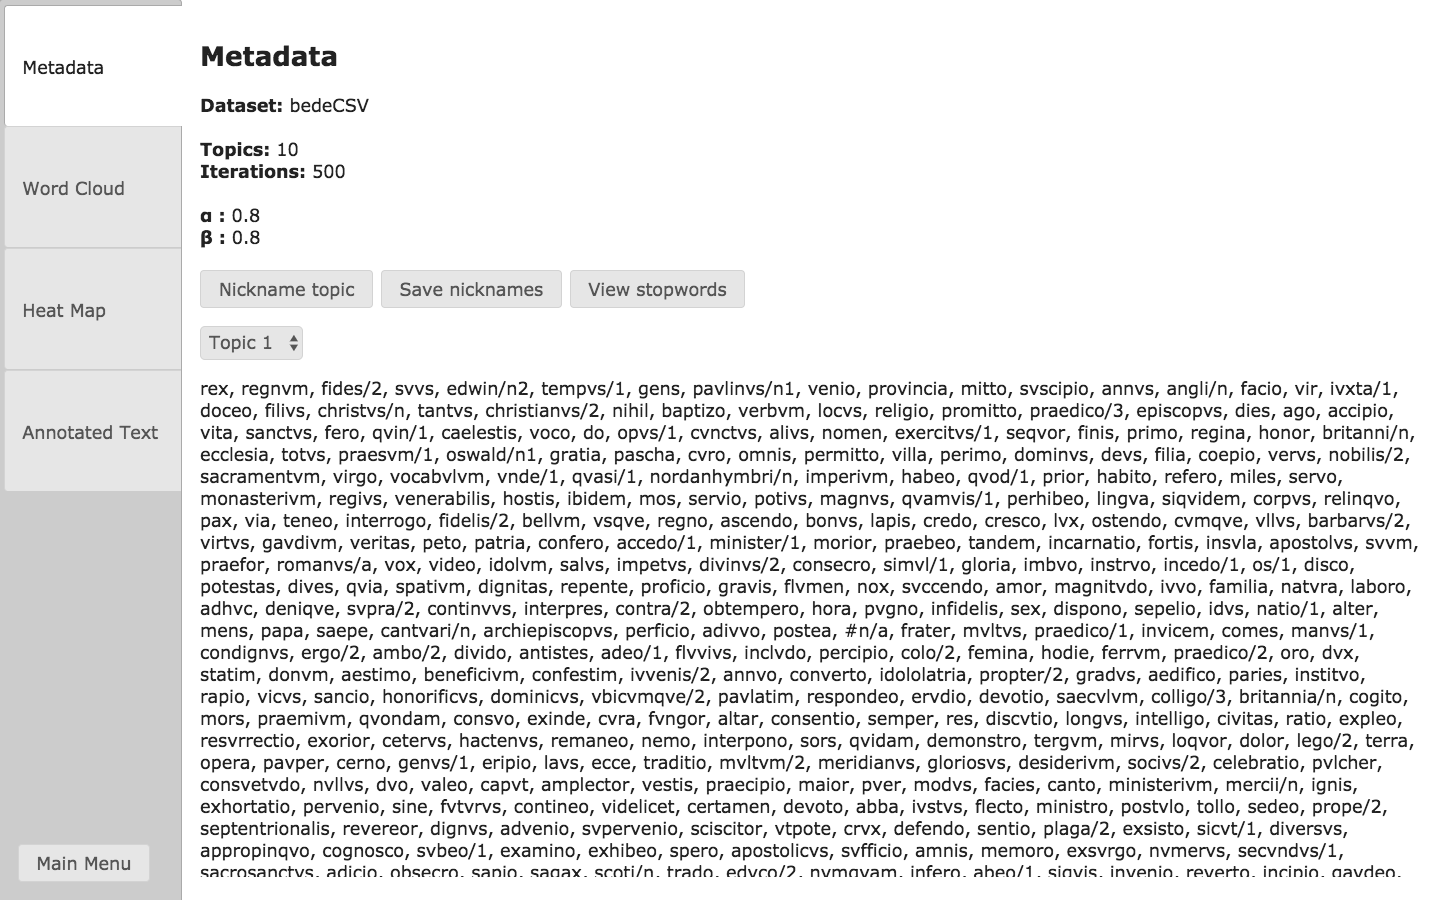 Metadata
Word Cloud
Heat Map
Annotated Text
Main Menu
Metadata
Dataset: bedeCSV
Topics: 10
Iterations: 500
α : 0.8
β : 0.8
Nickname topic
Save nicknames
View stopwords
Topic 1
rex, regnvm, fides/2, svvs, edwin/n2, tempvs/1, gens, pavlinvs/n1, venio, provincia, mitto, svscipio, annvs, angli/n, facio, vir, ivxta/1,
doceo, filivs, christvs/n, tantvs, christianvs/2, nihil, baptizo, verbvm, locvs, religio, promitto, praedico/3, episcopvs, dies, ago, accipio,
vita, sanctvs, fero, qvin/1, caelestis, voco, do, opvs/1, cvnctvs, alivs, nomen, exercitvs/1, seqvor, finis, primo, regina, honor, britanni/n,
ecclesia, totvs, praesvm/1, oswald/n1, gratia, pascha, cvro, omnis, permitto, villa, perimo, dominvs, devs, filia, coepio, vervs, nobilis/2,
sacramentvm, virgo, vocabvlvm, vnde/1, qvasi/1, nordanhymbri/n, imperivm, habeo, qvod/1, prior, habito, refero, miles, servo,
monasterivm, regivs, venerabilis, hostis, ibidem, mos, servio, potivs, magnvs, qvamvis/1, perhibeo, lingva, siqvidem, corpvs, relinqvo,
pax, via, teneo, interrogo, fidelis/2, bellvm, vsqve, regno, ascendo, bonvs, lapis, credo, cresco, lvx, ostendo, cvmqve, vllvs, barbarvs/2,
virtvs, gavdivm, veritas, peto, patria, confero, accedo/1, minister/1, morior, praebeo, tandem, incarnatio, fortis, insvla, apostolvs, svvm,
praefor, romanvs/a, vox, video, idolvm, salvs, impetvs, divinvs/2, consecro, simvl/1, gloria, imbvo, instrvo, incedo/1, os/1, disco,
potestas, dives, qvia, spativm, dignitas, repente, proficio, gravis, flvmen, nox, svccendo, amor, magnitvdo, ivvo, familia, natvra, laboro,
adhvc, deniqve, svpra/2, continvvs, interpres, contra/2, obtempero, hora, pvgno, infidelis, sex, dispono, sepelio, idvs, natio/1, alter,
mens, papa, saepe, cantvari/n, archiepiscopvs, perficio, adivvo, postea, #n/a, frater, mvltvs, praedico/1, invicem, comes, manvs/1,
condignvs, ergo/2, ambo/2, divido, antistes, adeo/1, flvvivs, inclvdo, percipio, colo/2, femina, hodie, ferrvm, praedico/2, oro, dvx,
statim, donvm, aestimo, beneficivm, confestim, ivvenis/2, annvo, converto, idololatria, propter/2, gradvs, aedifico, paries, institvo,
rapio, vicvs, sancio, honorificvs, dominicvs, vbicvmqve/2, pavlatim, respondeo, ervdio, devotio, saecvlvm, colligo/3, britannia/n, cogito,
mors, praemivm, qvondam, consvo, exinde, cvra, fvngor, altar, consentio, semper, res, discvtio, longvs, intelligo, civitas, ratio, expleo,
resvrrectio, exorior, cetervs, hactenvs, remaneo, nemo, interpono, sors, qvidam, demonstro, tergvm, mirvs, loqvor, dolor, lego/2, terra,
opera, pavper, cerno, genvs/1, eripio, lavs, ecce, traditio, mvltvm/2, meridianvs, gloriosvs, desiderivm, socivs/2, celebratio, pvlcher,
consvetvdo, nvllvs, dvo, valeo, capvt, amplector, vestis, praecipio, maior, pver, modvs, facies, canto, ministerivm, mercii/n, ignis,
exhortatio, pervenio, sine, fvtvrvs, contineo, videlicet, certamen, devoto, abba, ivstvs, flecto, ministro, postvlo, tollo, sedeo, prope/2,
septentrionalis, revereor, dignvs, advenio, svpervenio, sciscitor, vtpote, crvx, defendo, sentio, plaga/2, exsisto, sicvt/1, diversvs,
appropinqvo, cognosco, svbeo/1, examino, exhibeo, spero, apostolicvs, svfficio, amnis, memoro, exsvrgo, nvmervs, secvndvs/1,
sacrosanctvs, adicio, obsecro, sapio, sagax, scoti/n, trado, edvco/2, nvmqvam, infero, abeo/1, siqvis, invenio, reverto, incipio, gavdeo,